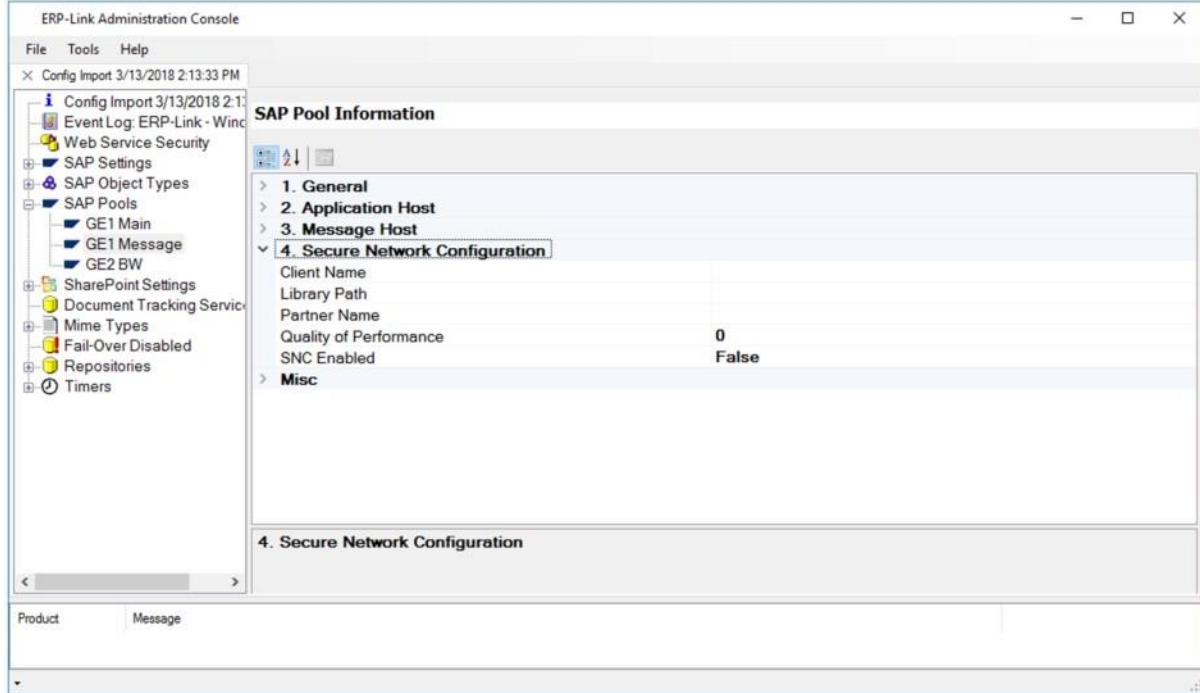 ERP-Link Administration Console
File Tools Help
Config Import 3/13/2018 2:13:33 PM
Config Import 3/13/2018 2:1
Event Log: ERP-Link - Winc
Web Service Security
SAP Settings
SAP Object Types
SAP Pools
GE1 Main
GE1 Message
GE2 BW
SharePoint Settings
Document Tracking Service
Mime Types
Fail-Over Disabled
Repositories
Timers
SAP Pool Information
1. General
2. Application Host
3. Message Host
4. Secure Network Configuration
Client Name
Library Path
Partner Name
Quality of Performance 0
SNC Enabled False
Misc
4. Secure Network Configuration
Product Message